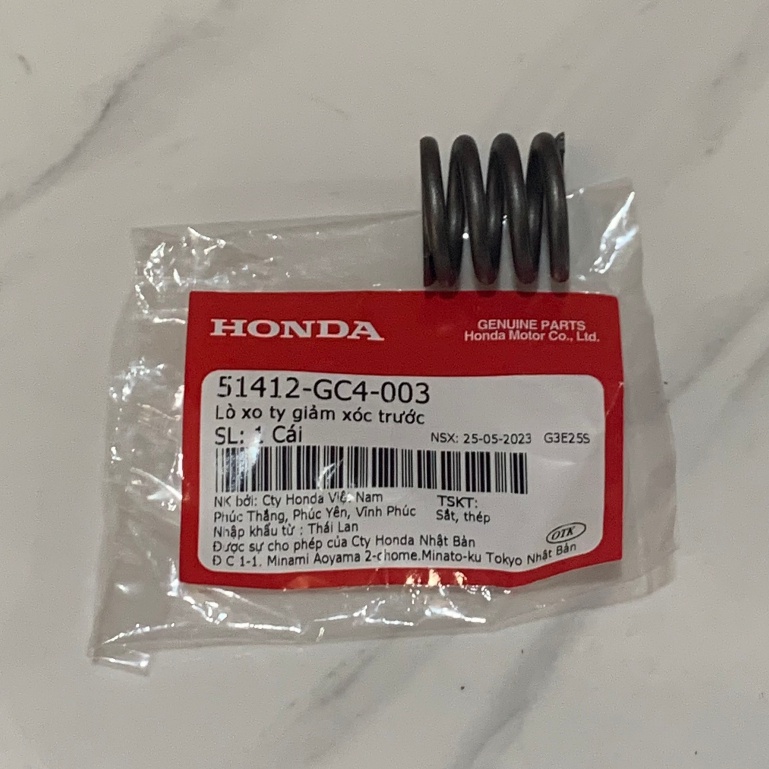 HONDA
GENUINE PARTS
Honda Motor Co., Ltd.
51412-GC4-003
Lò xo ty giảm xóc trước
SL: 1 Cái
NSX: 25-05-2023 G3E25S
NK bởi: Cty Honda Việt Nam
Phúc Thắng, Phúc Yên, Vĩnh Phúc
TSKT:
Sắt, thép
Nhập khẩu từ : Thái Lan
Được sự cho phép của Cty Honda Nhật Bản
Đ C 1-1. Minami Aoyama 2-chome.Minato-ku Tokyo Nhật Bản
OTK